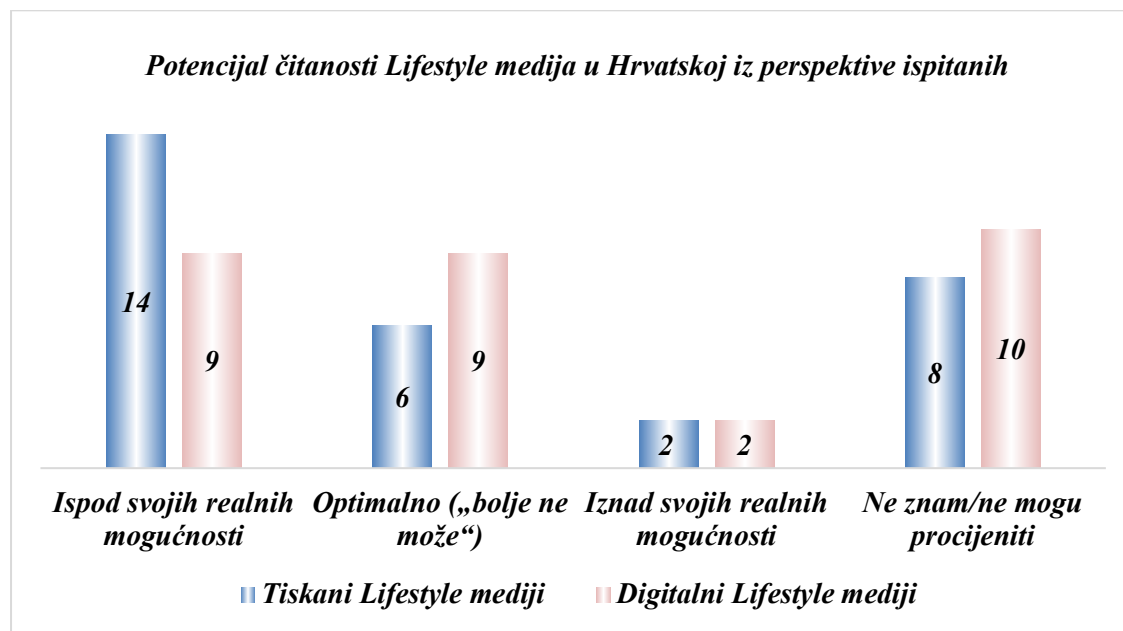 Potencijal čitanosti Lifestyle medija u Hrvatskoj iz perspektive ispitanih
14
9
6
9
2
2
8
10
Ispod svojih realnih mogućnosti
Optimalno („bolje ne može“)
Iznad svojih realnih mogućnosti
Ne znam/ne mogu procijeniti
Tiskani Lifestyle mediji
Digitalni Lifestyle mediji